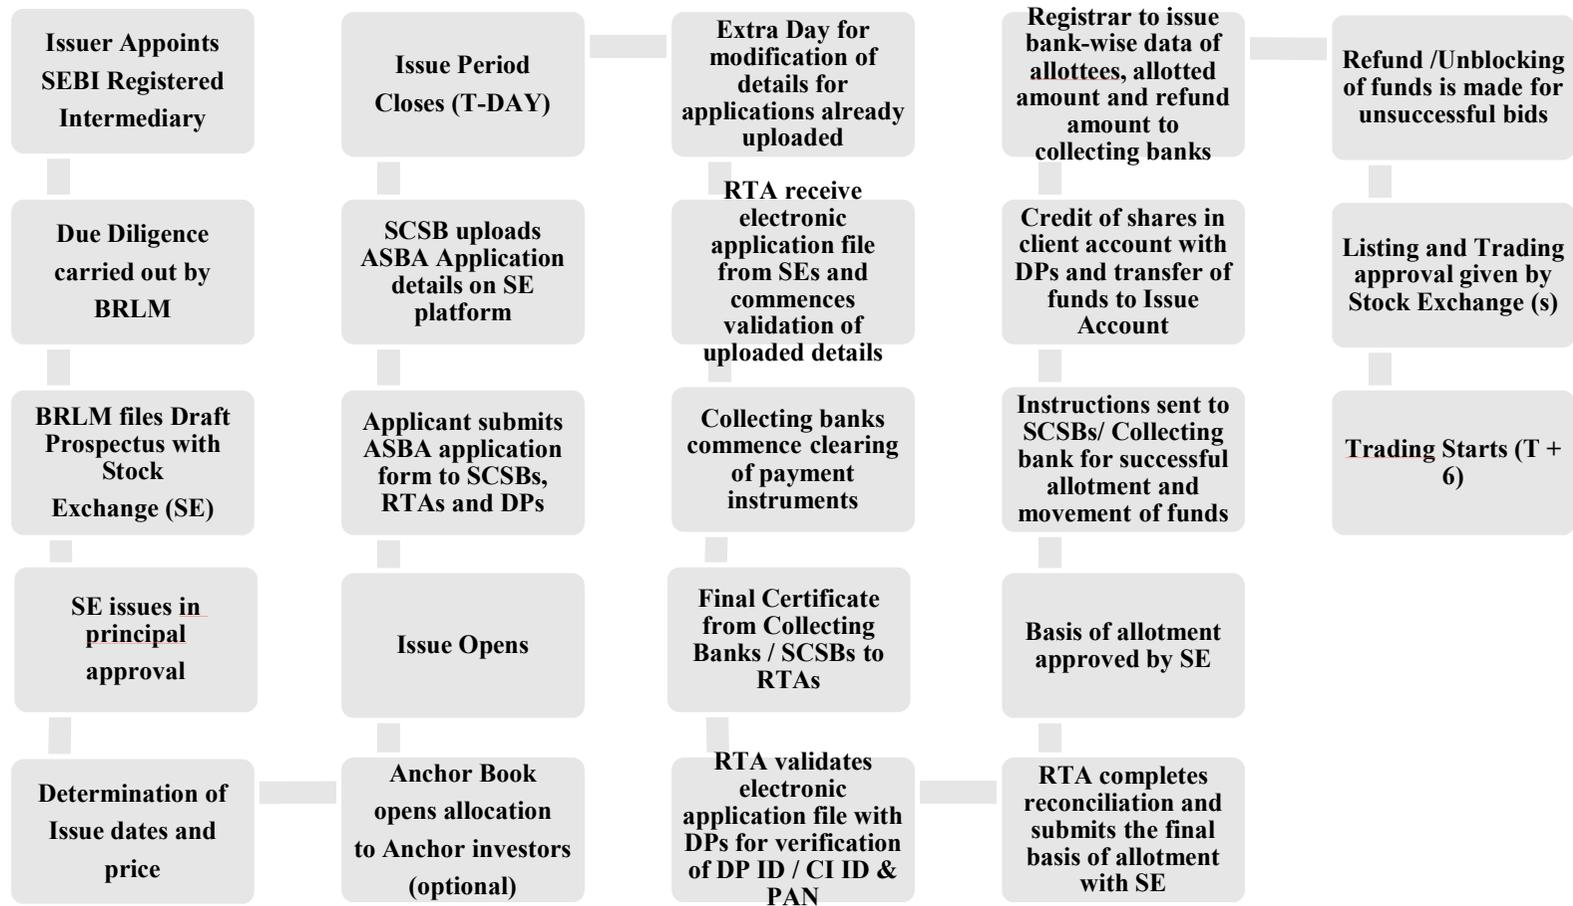 Issuer Appoints
SEBI Registered
Intermediary
Due Diligence
carried out by
BRLM
BRLM files Draft
Prospectus with
Stock
Exchange (SE)
SE issues in
principal
approval
Determination of
Issue dates and
price
Anchor Book
opens allocation
to Anchor investors
(optional)
Issue Opens
Applicant submits
ASBA application
form to SCSBs,
RTAs and DPs
SCSB uploads
ASBA Application
details on SE
platform
Issue Period
Closes (T-DAY)
Extra Day for
modification of
details for
applications already
uploaded
RTA receive
electronic
application file
from SEs and
commences
validation of
uploaded details
Collecting banks
commence clearing
of payment
instruments
Final Certificate
from Collecting
Banks / SCSBs to
RTAs
RTA validates
electronic
application file with
DPs for verification
of DP ID / CI ID &
PAN
RTA completes
reconciliation and
submits the final
basis of allotment
with SE
Basis of allotment
approved by SE
Instructions sent to
SCSBs/ Collecting
bank for successful
allotment and
movement of funds
Credit of shares in
client account with
DPs and transfer of
funds to Issue
Account
Registrar to issue
bank-wise data of
allottees, allotted
amount and refund
amount to
collecting banks
Refund /Unblocking
of funds is made for
unsuccessful bids
Listing and Trading
approval given by
Stock Exchange (s)
Trading Starts (T +
6)